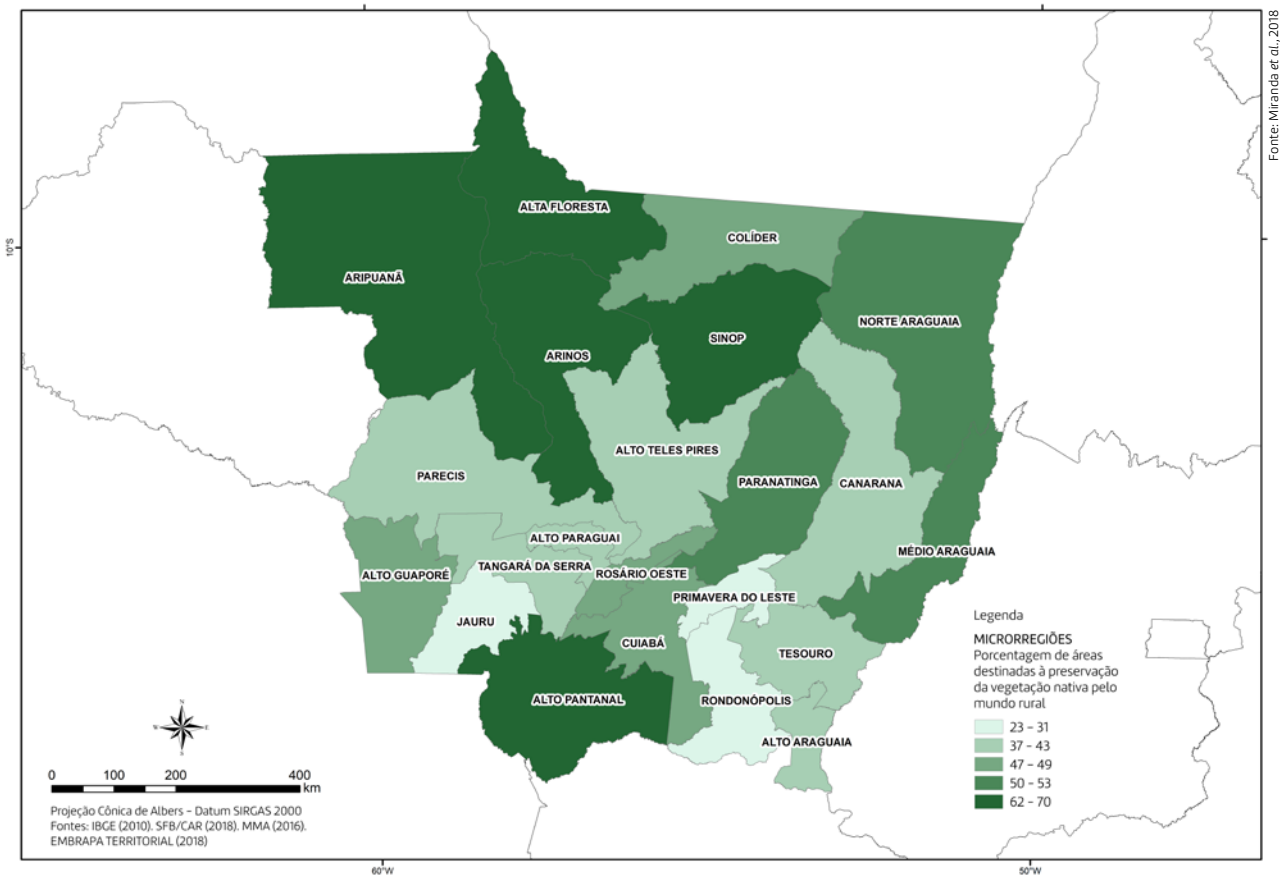 Fonte: Miranda et al., 2018
10°S
ALTA FLORESTA
COLÍDER
ARIPUANÃ
NORTE ARAGUAIA
SINOP
ARINOS
ALTO TELES PIRES
PARECIS
PARANATINGA
CANARANA
ALTO PARAGUAI
MÉDIO ARAGUAIA
TANGARÁ DA SERRA
ROSÁRIO OESTE
ALTO GUAPORÉ
PRIMAVERA DO LESTE
JAURU
CUIABÁ
TESOURO
ALTO PANTANAL
RONDONÓPOLIS
ALTO ARAGUAIA
Legenda
MICRORREGIÕES
Porcentagem de áreas
destinadas à preservação
da vegetação nativa pelo
mundo rural
23 – 31
37 – 43
47 – 49
50 – 53
62 – 70
N
W E
S
0 100 200 400
km
Projeção Cônica de Albers – Datum SIRGAS 2000
Fontes: IBGE (2010). SFB/CAR (2018). MMA (2016).
EMBRAPA TERRITORIAL (2018)
60°W 50°W